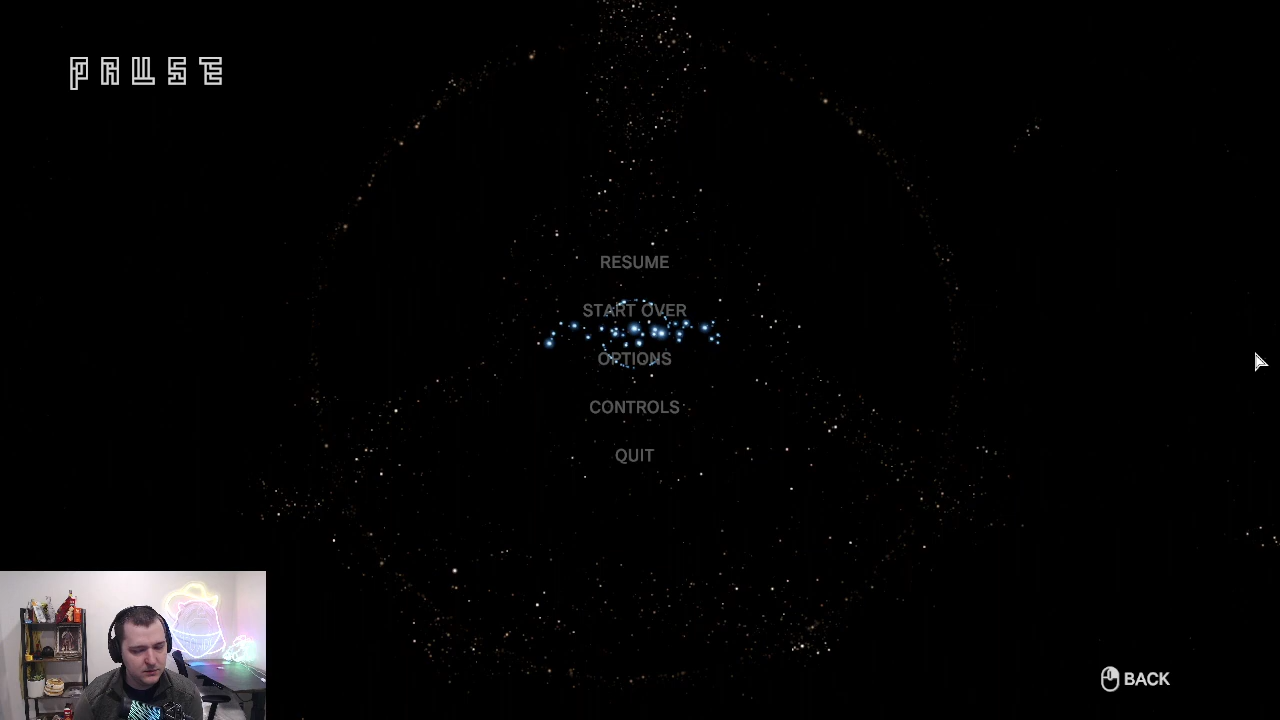 PAUSE
RESUME
START OVER
OPTIONS
CONTROLS
QUIT
BACK